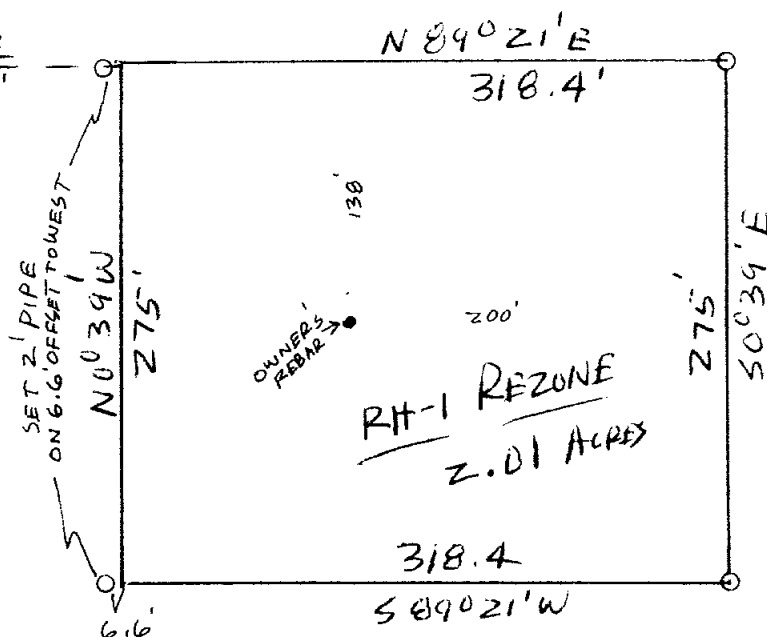 N 89° 21' E
318.4'
138'
SET 2' PIPE
ON 6.6' OFFSET TO WEST
N0° 39' W
275'
OWNER'S
REBAR
200'
275'
S0° 39' E
RH-1 REZONE
2.01 ACRES
318.4
S 89° 21' W
6.6'